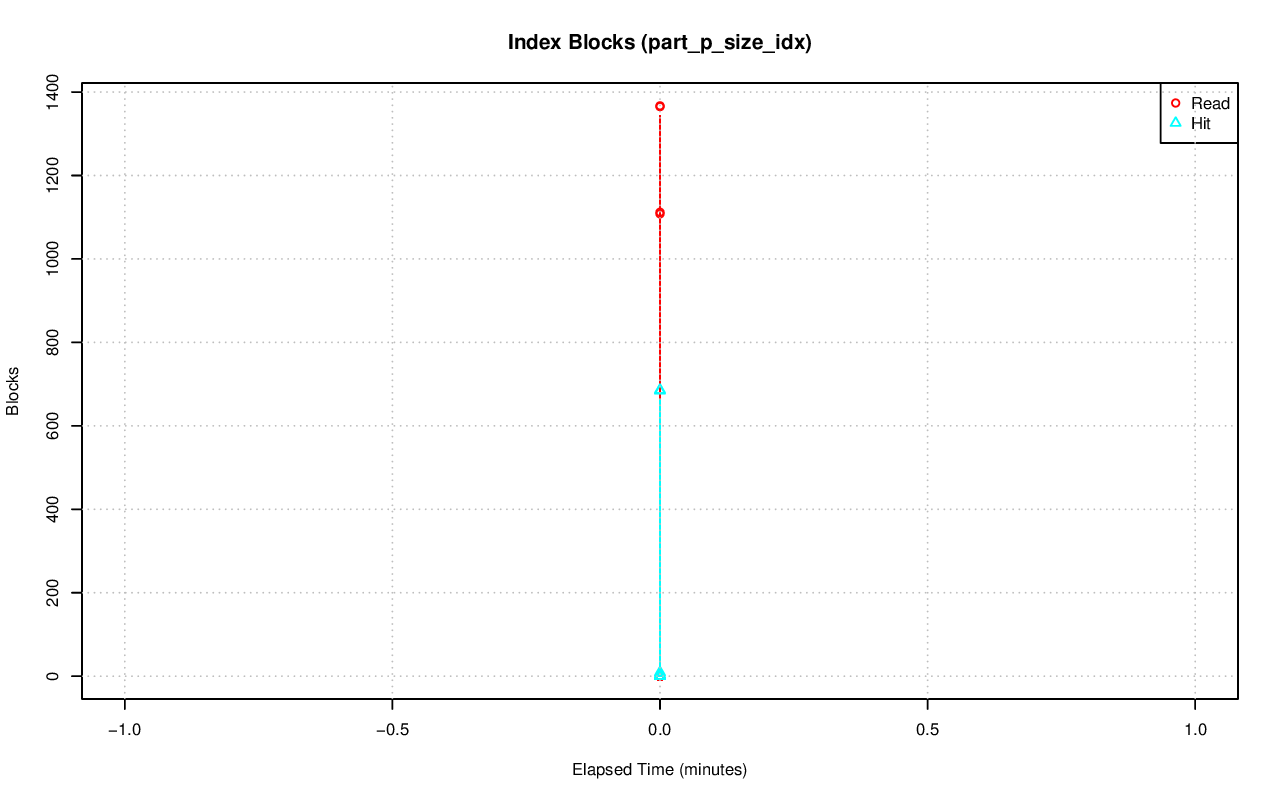 Index Blocks (part_p_size_idx)
Read
Hit
Blocks
1400
1200
1000
800
600
400
200
0
−1.0
−0.5
0.0
0.5
1.0
Elapsed Time (minutes)